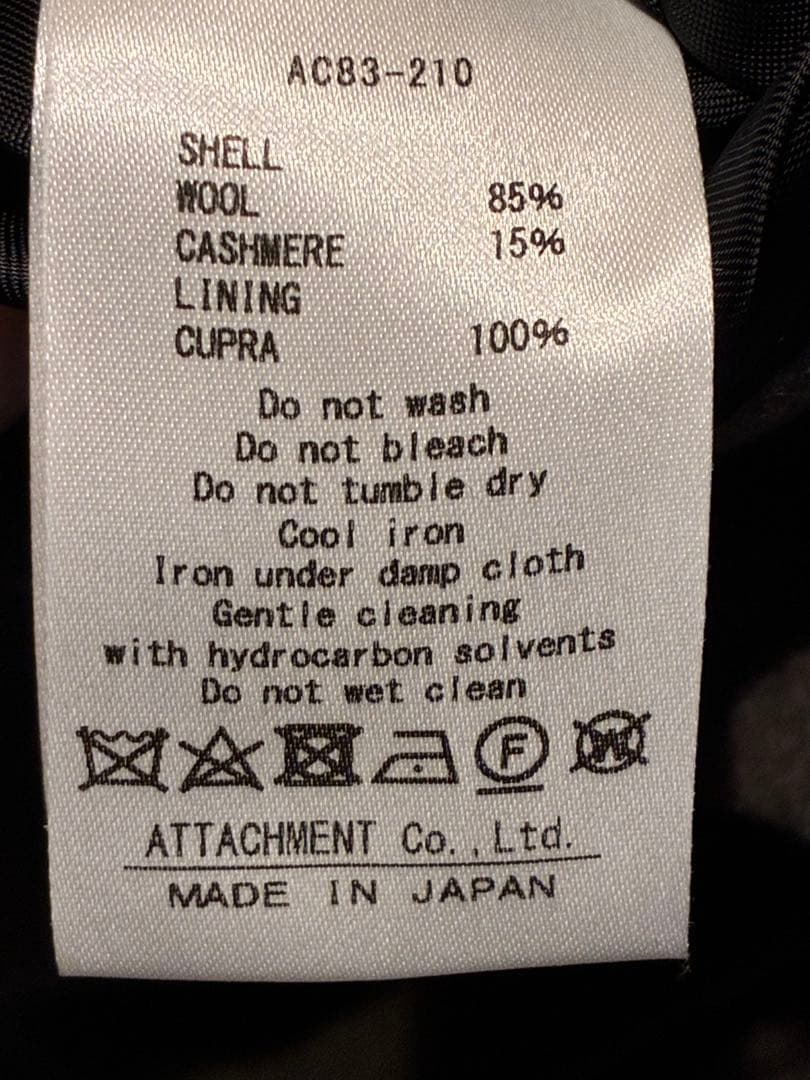 AC83-210
SHELL
WOOL 85%
CASHMERE 15%
LINING
CUPRA 100%
Do not wash
Do not bleach
Do not tumble dry
Cool iron
Iron under damp cloth
Gentle cleaning
with hydrocarbon solvents
Do not wet clean
F W
ATTACHMENT Co.,Ltd.
MADE IN JAPAN